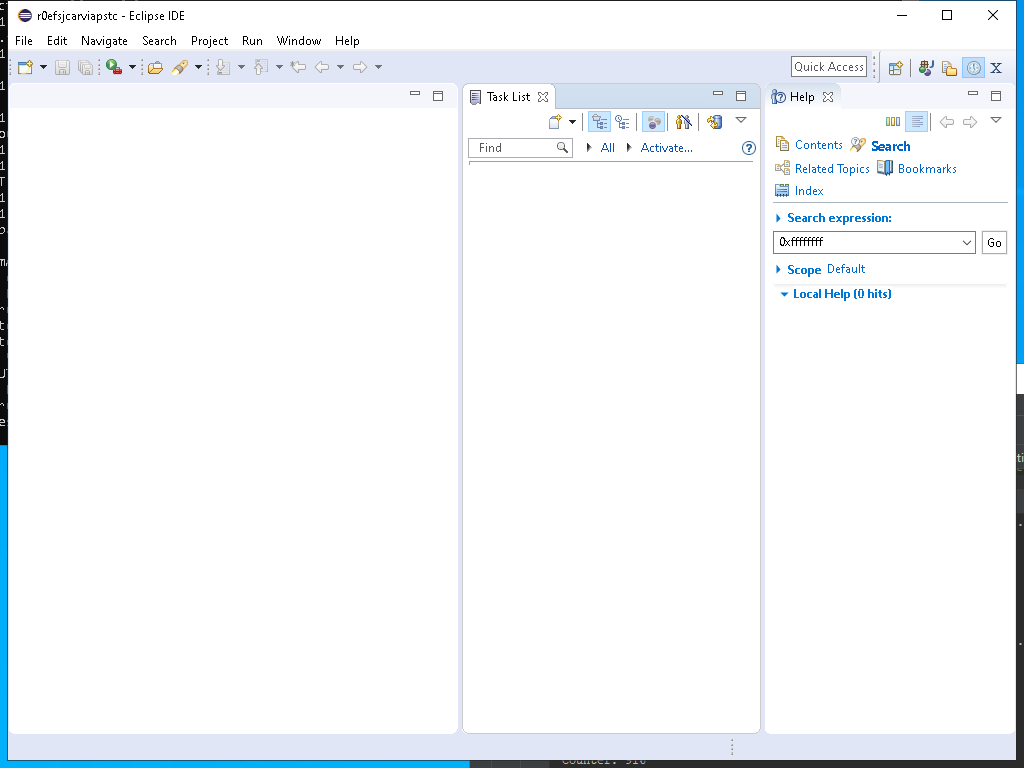 r0efsjcarviapstc - Eclipse IDE
File Edit Navigate Search Project Run Window Help
Quick Access
Task List
Help
Find
All
Activate...
Contents
Search
Related Topics
Bookmarks
Index
Search expression:
0xffffffff
Go
Scope Default
Local Help (0 hits)